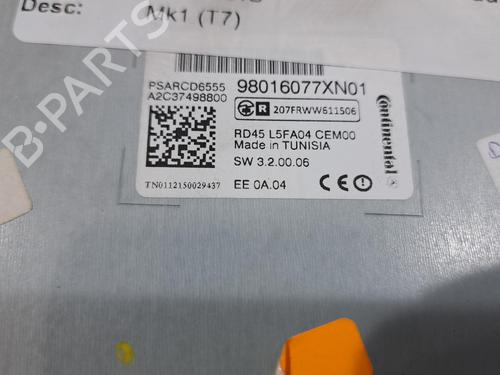 Desc:
Mk1 (T7)
PSARCD6555
A2C37498800
98016077XN01
R 207FRWW611506
RD45 L5FA04 CEM00
Made in TUNISIA
SW 3.2.00.06
TN0112150029437
EE 0A.04
Continental
B-PARTS